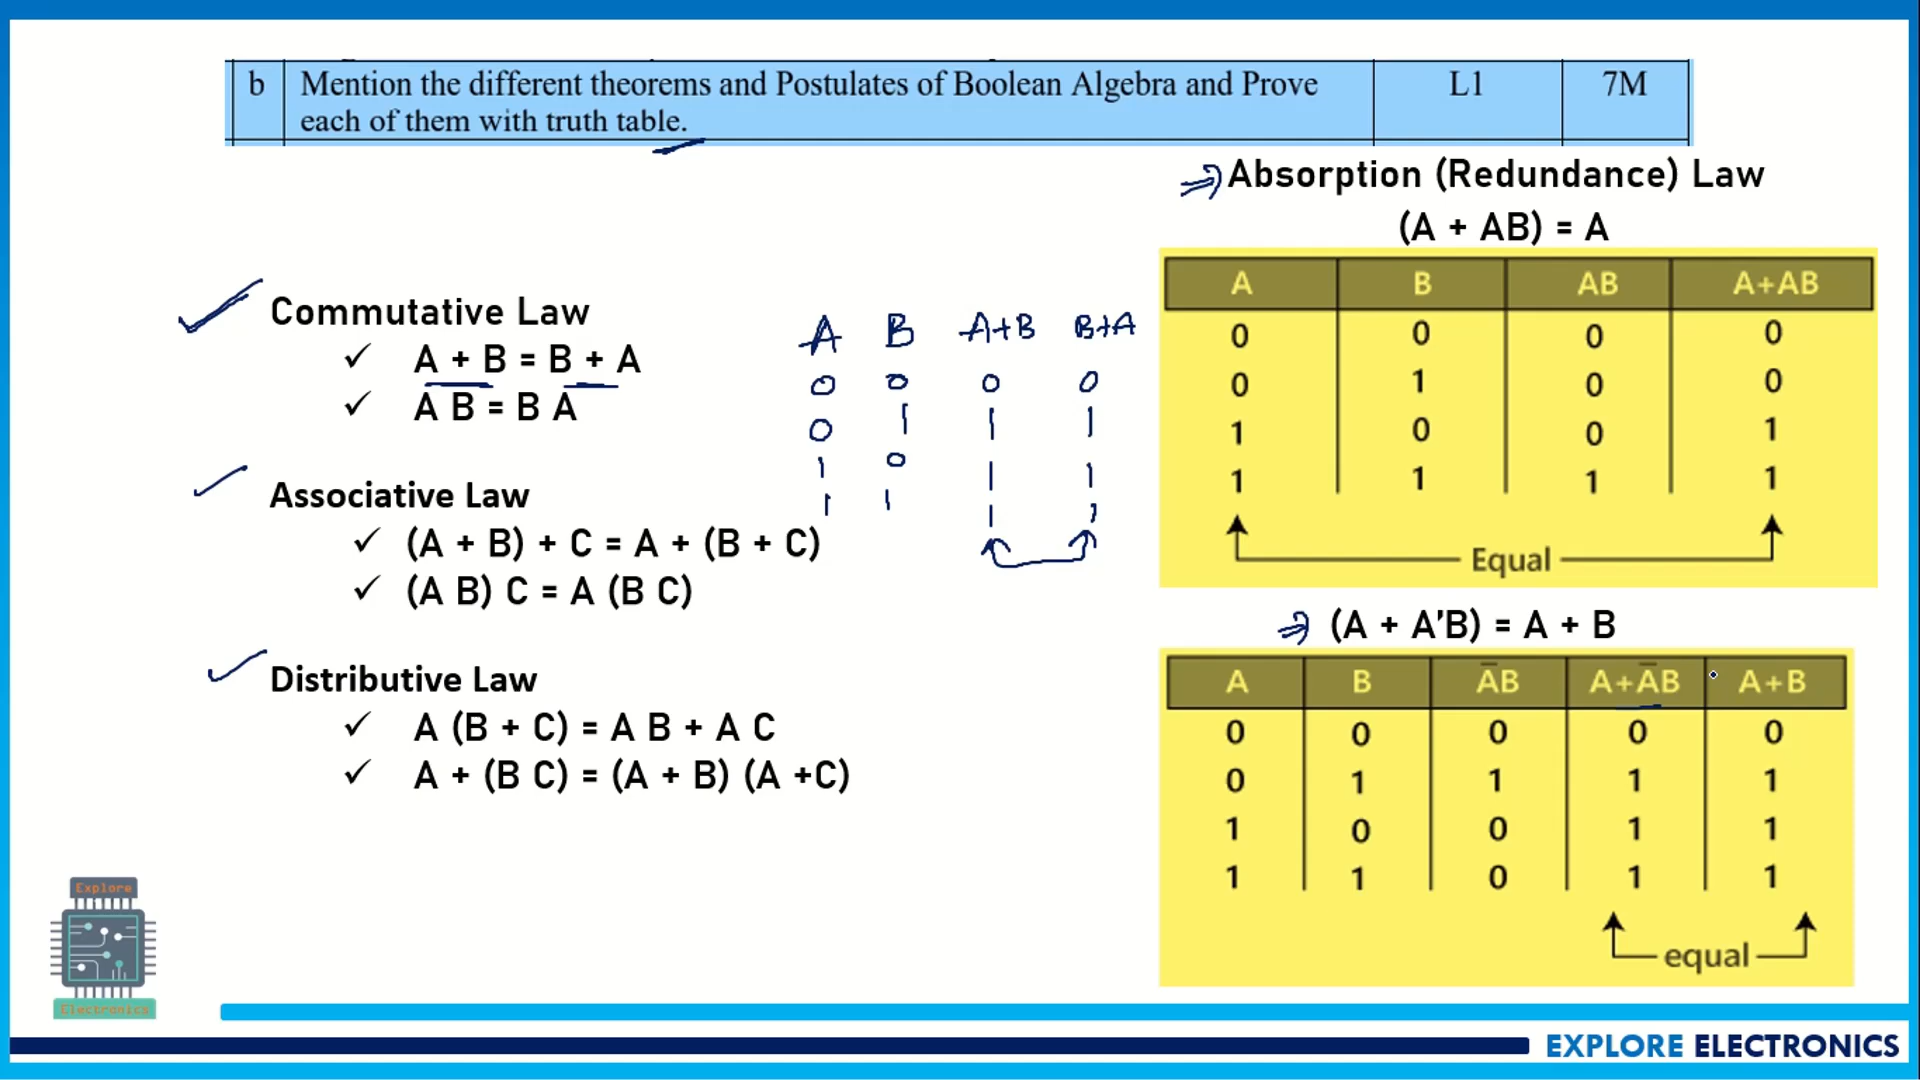 b Mention the different theorems and Postulates of Boolean Algebra and Prove L1 7M
each of them with truth table.
Commutative Law
✓ A + B = B + A
✓ A B = B A
Associative Law
✓ (A + B) + C = A + (B + C)
✓ (A B) C = A (B C)
Distributive Law
✓ A (B + C) = A B + A C
✓ A + (B C) = (A + B) (A +C)
A B A+B B+A
0 0 0 0
0 1 1 1
1 0 1 1
1 1 1 1
⇒ Absorption (Redundance) Law
(A + AB) = A
A B AB A+AB
0 0 0 0
0 1 0 0
1 0 0 1
1 1 1 1
Equal
⇒ (A + A'B) = A + B
A B A̅B A+A̅B A+B
0 0 0 0 0
0 1 1 1 1
1 0 0 1 1
1 1 0 1 1
equal
Explore
Electronics
EXPLORE ELECTRONICS